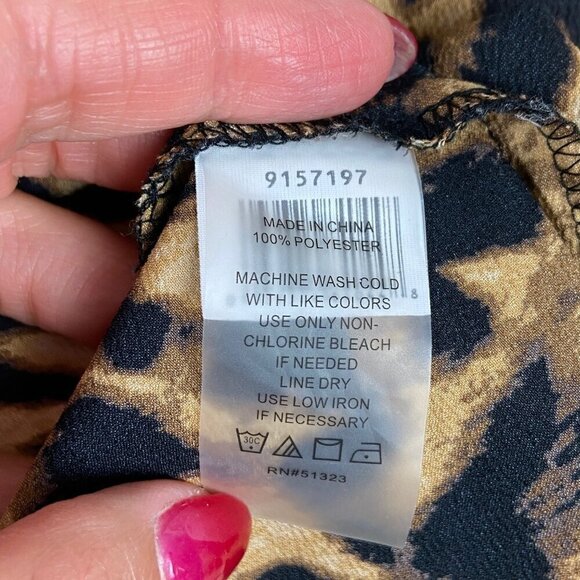 9157197
MADE IN CHINA
100% POLYESTER
8
MACHINE WASH COLD
WITH LIKE COLORS
USE ONLY NON-
CHLORINE BLEACH
IF NEEDED
LINE DRY
USE LOW IRON
IF NECESSARY
30C
RN#51323